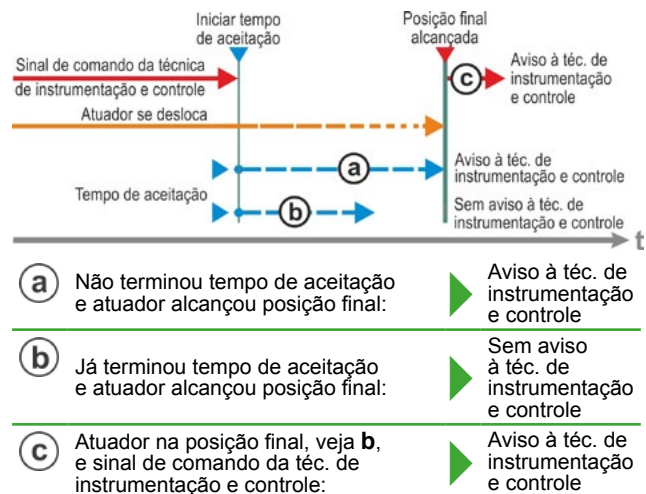 Iniciar tempo
de aceitação
Posição final
alcançada
Sinal de comando da técnica
de instrumentação e controle
c
Aviso à téc. de
instrumentação
e controle
Atuador se desloca
a
Aviso à téc. de
instrumentação e controle
Tempo de aceitação
b
Sem aviso à téc. de
instrumentação e controle
t
a
Não terminou tempo de aceitação
e atuador alcançou posição final:
Aviso à téc. de
instrumentação
e controle
b
Já terminou tempo de aceitação
e atuador alcançou posição final:
Sem aviso
à téc. de
instrumentação
e controle
c
Atuador na posição final, veja b,
e sinal de comando da téc. de
instrumentação e controle:
Aviso à téc. de
instrumentação
e controle